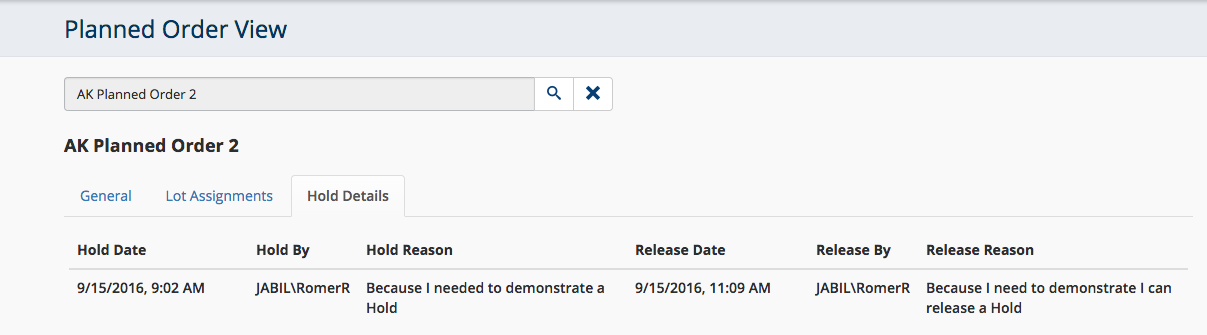 Planned Order View
AK Planned Order 2
AK Planned Order 2
General Lot Assignments Hold Details
Hold Date Hold By Hold Reason Release Date Release By Release Reason
9/15/2016, 9:02 AM JABIL\RomerR Because I needed to demonstrate a 9/15/2016, 11:09 AM JABIL\RomerR Because I need to demonstrate I can
Hold release a Hold